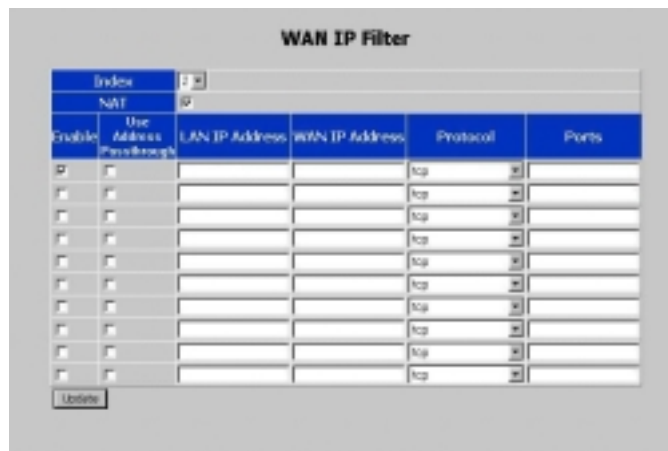 WAN IP Filter
Index
NAT
Enable Use Address Passthrough LAN IP Address WAN IP Address Protocol Ports
tcp
tcp
tcp
tcp
tcp
tcp
tcp
tcp
tcp
tcp
Update